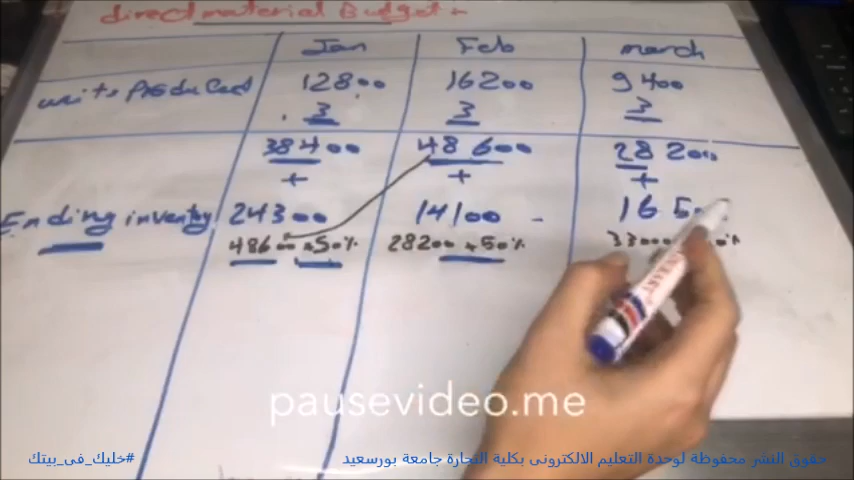 direct material Budget
Jan Feb march
units Produced 12800 16200 9400
3 3 3
38400 48600 28200
+ + +
Ending inventory 24300 14100 - 1650
48600 *50% 28200 *50% 33000
pausevideo.me
#خليك_فى_بيتك حقوق النشر محفوظة لوحدة التعليم الالكترونى بكلية التجارة جامعة بورسعيد